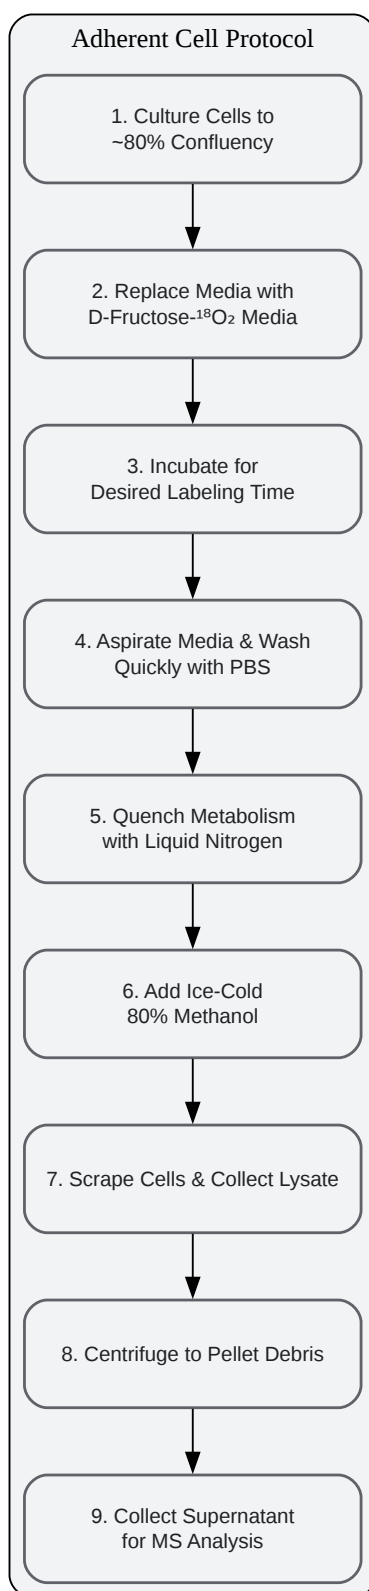 Adherent Cell Protocol
1. Culture Cells to
~80% Confluency
2. Replace Media with
D-Fructose-¹⁸O₂ Media
3. Incubate for
Desired Labeling Time
4. Aspirate Media & Wash
Quickly with PBS
5. Quench Metabolism
with Liquid Nitrogen
6. Add Ice-Cold
80% Methanol
7. Scrape Cells & Collect Lysate
8. Centrifuge to Pellet Debris
9. Collect Supernatant
for MS Analysis